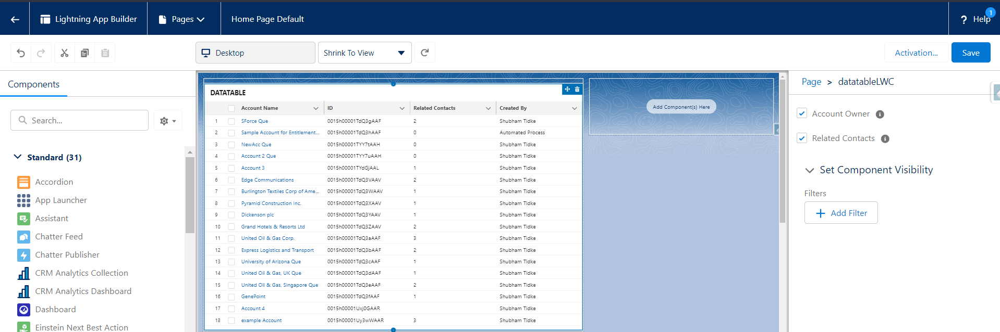 Lightning App Builder
Pages
Home Page Default
? Help
1
Desktop
Shrink To View
Activation...
Save
Components
Search...
Standard (31)
Accordion
App Launcher
Assistant
Chatter Feed
Chatter Publisher
CRM Analytics Collection
CRM Analytics Dashboard
Dashboard
Einstein Next Best Action
DATATABLE
Account Name ID Related Contacts Created By
1 SForce Que 0015h00001TdQ3gAAF 2 Shubham Tidke
2 Sample Account for Entitlement... 0015h00001TdQ3hAAF 0 Automated Process
3 NewAcc Que 0015h00001TYY7tAAH 0 Shubham Tidke
4 Account 2 Que 0015h00001TYY7uAAH 0 Shubham Tidke
5 Account 3 0015h00001TYdGjAAL 1 Shubham Tidke
6 Edge Communications 0015h00001TdQ3VAAV 2 Shubham Tidke
7 Burlington Textiles Corp of Ame... 0015h00001TdQ3WAAV 1 Shubham Tidke
8 Pyramid Construction Inc. 0015h00001TdQ3XAAV 1 Shubham Tidke
9 Dickenson plc 0015h00001TdQ3YAAV 1 Shubham Tidke
10 Grand Hotels & Resorts Ltd 0015h00001TdQ3ZAAV 2 Shubham Tidke
11 United Oil & Gas Corp. 0015h00001TdQ3aAAF 3 Shubham Tidke
12 Express Logistics and Transport 0015h00001TdQ3bAAF 2 Shubham Tidke
13 University of Arizona Que 0015h00001TdQ3cAAF 1 Shubham Tidke
14 United Oil & Gas, UK Que 0015h00001TdQ3dAAF 1 Shubham Tidke
15 United Oil & Gas, Singapore Que 0015h00001TdQ3eAAF 2 Shubham Tidke
16 GenePoint 0015h00001TdQ3fAAF 1 Shubham Tidke
17 Account 4 0015h00001Uxj0GAAR Shubham Tidke
18 example Account 0015h00001Uy3wWAAR 3 Shubham Tidke
Add Component(s) Here
Page > datatableLWC
Account Owner
Related Contacts
Set Component Visibility
Filters
Add Filter